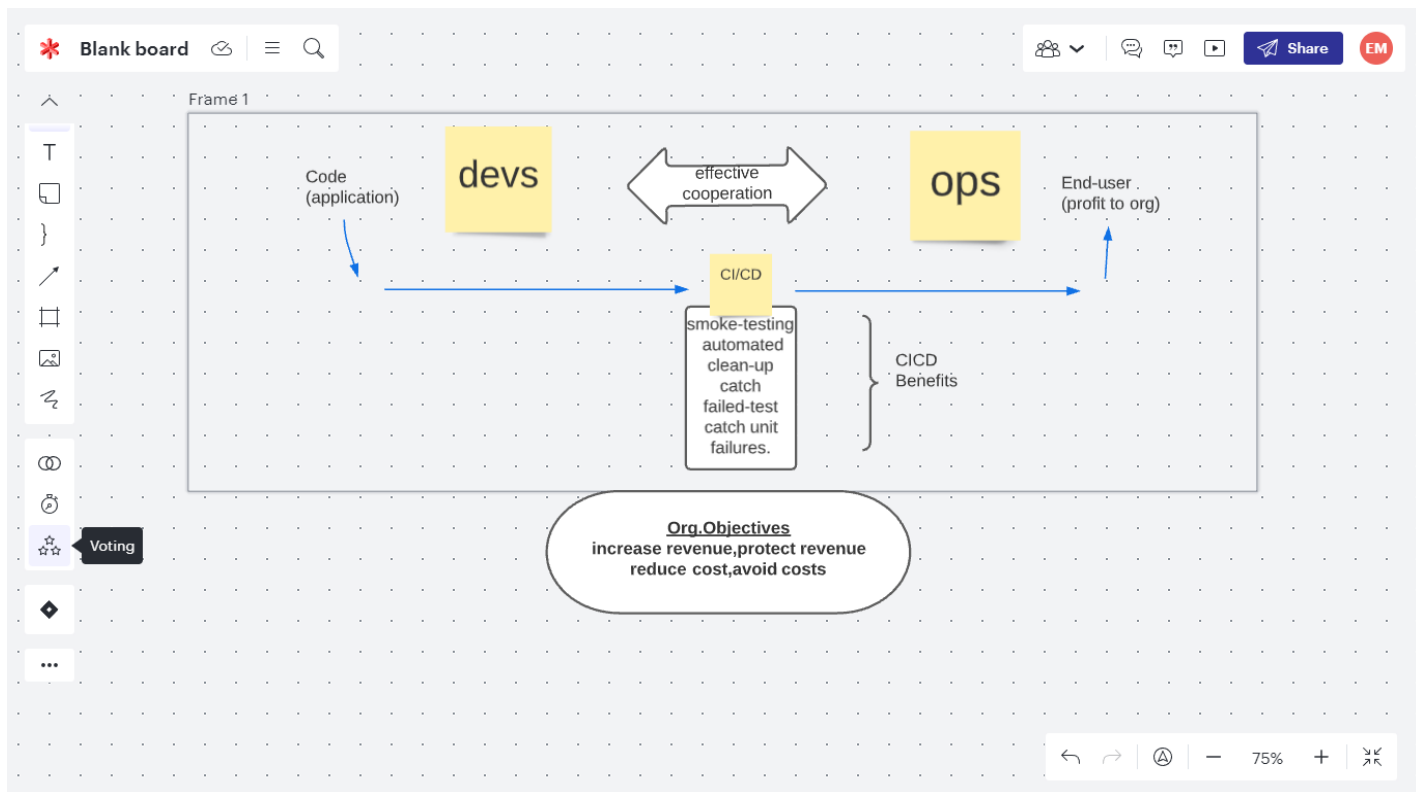 Blank board
Share
EM
Frame 1
T
Code
(application)
devs
effective
cooperation
ops
End-user
(profit to org)
CI/CD
smoke-testing
automated
clean-up
catch
failed-test
catch unit
failures.
CICD
Benefits
Voting
Org.Objectives
increase revenue,protect revenue
reduce cost,avoid costs
75%